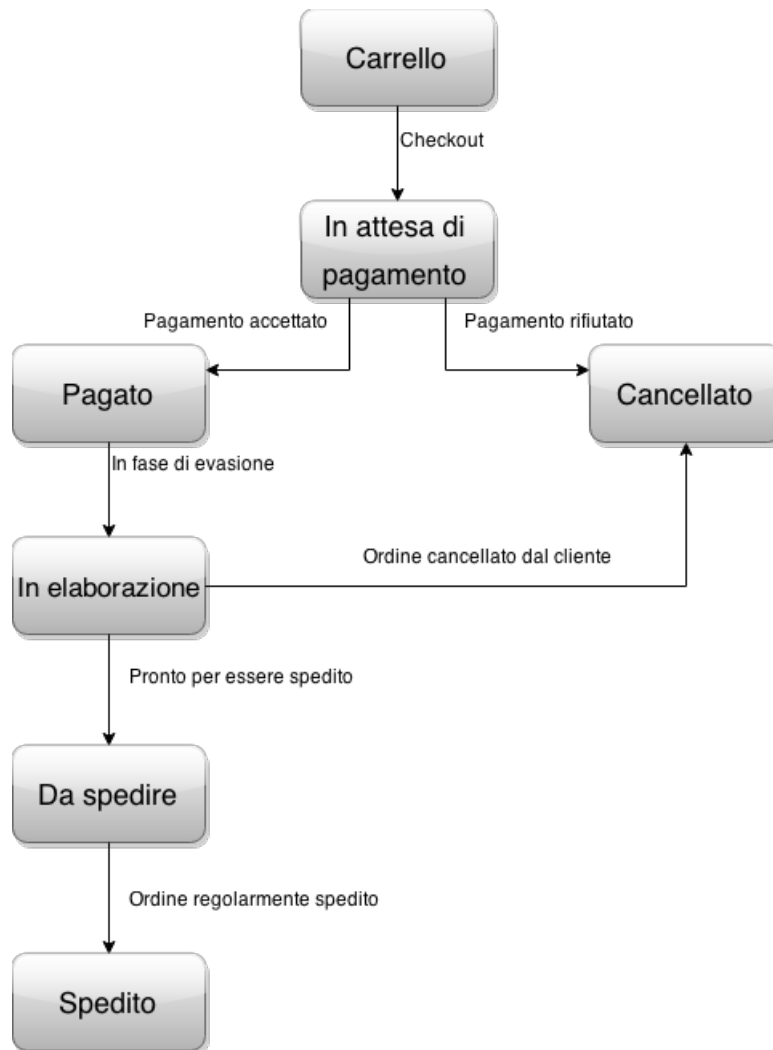 Carrello
Checkout
In attesa di
pagamento
Pagamento accettato
Pagamento rifiutato
Pagato
Cancellato
In fase di evasione
Ordine cancellato dal cliente
In elaborazione
Pronto per essere spedito
Da spedire
Ordine regolarmente spedito
Spedito